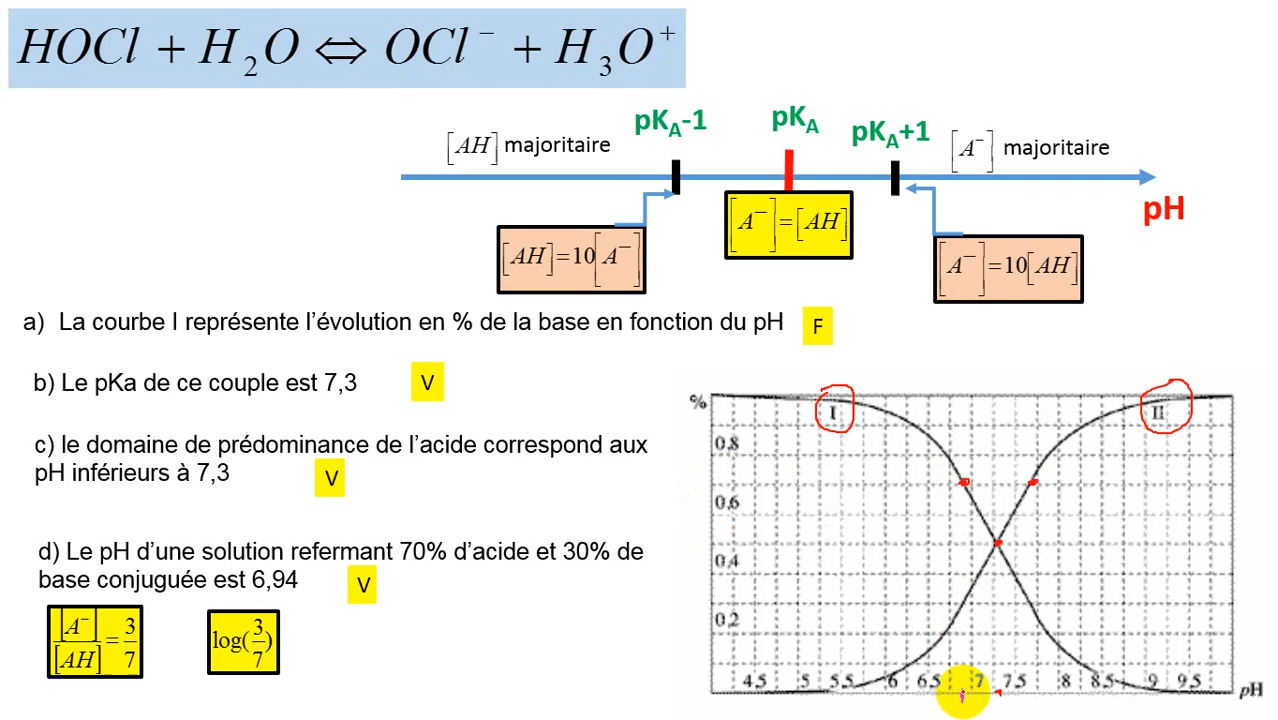 HOCl + H₂O ⇔ OCl⁻ + H₃O⁺
pK_A-1
pK_A
pK_A+1
[AH] majoritaire
[A⁻] majoritaire
pH
[A⁻]=[AH]
[AH]=10[A⁻]
[A⁻]=10[AH]
a) La courbe I représente l'évolution en % de la base en fonction du pH F
b) Le pKa de ce couple est 7,3 V
c) le domaine de prédominance de l'acide correspond aux
pH inférieurs à 7,3 V
d) Le pH d'une solution refermant 70% d'acide et 30% de
base conjuguée est 6,94 V
[A⁻]/[AH] = 3/7
log(3/7)
%
I
II
0,8
0,6
0,4
0,2
4,5 5 5,5 6 6,5 7 7,5 8 8,5 9 9,5 pH